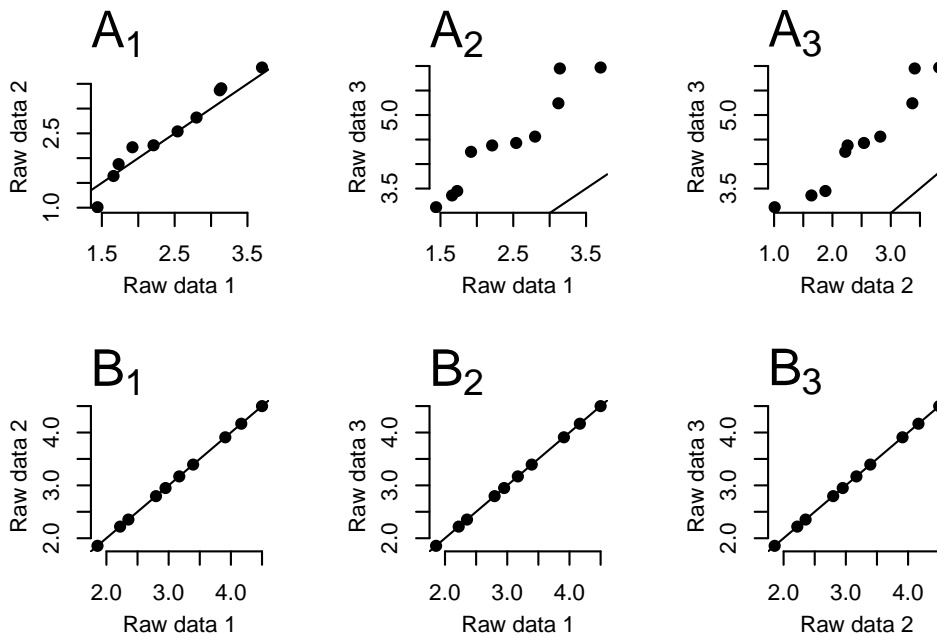 A1
Raw data 2
2.5
1.0
1.5 2.5 3.5
Raw data 1
A2
Raw data 3
5.0
3.5
1.5 2.5 3.5
Raw data 1
A3
Raw data 3
5.0
3.5
1.0 2.0 3.0
Raw data 2
B1
Raw data 2
4.0
3.0
2.0
2.0 3.0 4.0
Raw data 1
B2
Raw data 3
4.0
3.0
2.0
2.0 3.0 4.0
Raw data 1
B3
Raw data 3
4.0
3.0
2.0
2.0 3.0 4.0
Raw data 2